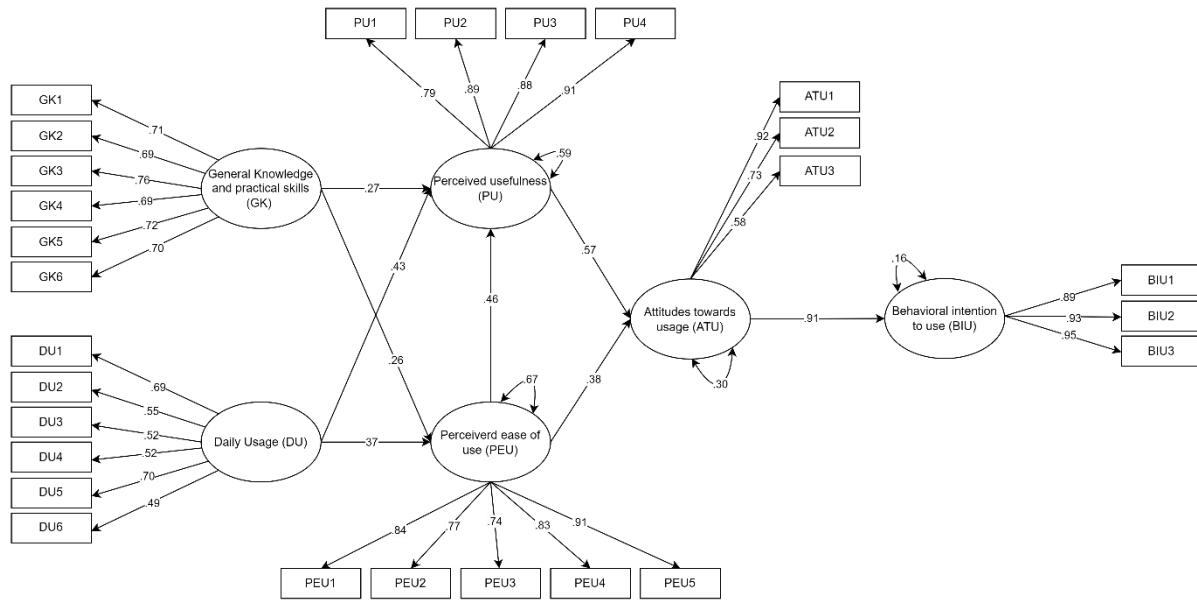 PU1
PU2
PU3
PU4
.79
.89
.88
.91
GK1
GK2
GK3
GK4
GK5
GK6
.71
.69
.76
.69
.72
.70
General Knowledge
and practical skills
(GK)
.27
.26
Perceived usefulness
(PU)
.59
.57
ATU1
ATU2
ATU3
.92
.73
.58
.43
.46
Attitudes towards
usage (ATU)
.30
.91
.16
Behavioral intention
to use (BIU)
.89
.93
.95
BIU1
BIU2
BIU3
DU1
DU2
DU3
DU4
DU5
DU6
.69
.55
.52
.52
.70
.49
Daily Usage (DU)
.37
.67
Perceiverd ease of
use (PEU)
.38
.84
.77
.74
.83
.91
PEU1
PEU2
PEU3
PEU4
PEU5